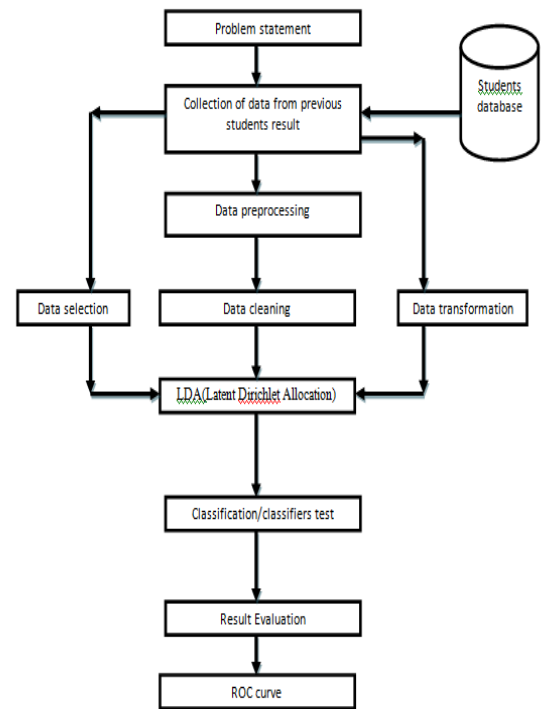 Problem statement
Students
database
Collection of data from previous
students result
Data preprocessing
Data selection
Data cleaning
Data transformation
LDA(Latent Dirichlet Allocation)
Classification/classifiers test
Result Evaluation
ROC curve